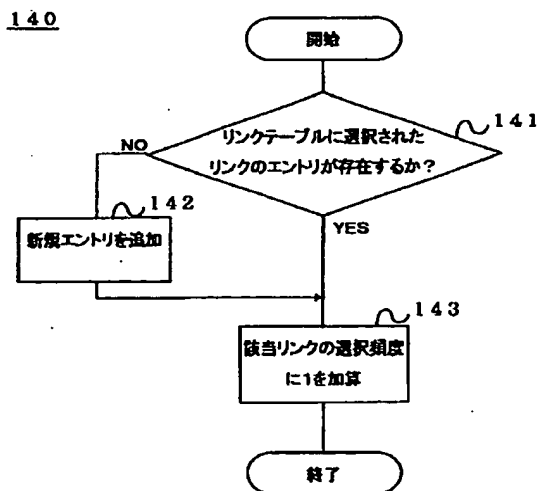 140
開始
リンクテーブルに選択された
リンクのエントリが存在するか？
141
NO
142
新規エントリを追加
YES
143
該当リンクの選択頻度
に1を加算
終了